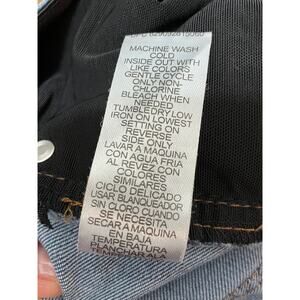 MACHINE WASH
COLD
INSIDE OUT WITH
LIKE COLORS
GENTLE CYCLE
ONLY NON-
CHLORINE
BLEACH WHEN
NEEDED
TUMBLE DRY LOW
IRON ON LOWEST
SETTING ON
REVERSE
SIDE ONLY
LAVAR A MAQUINA
CON AGUA FRIA
AL REVEZ CON
COLORES
SIMILARES
CICLO DELICADO
USAR BLANQUEADOR
SIN CLORO CUANDO
SE NECESITA
SECAR A MAQUINA
EN BAJA
TEMPERATURA
PLANCHAR ALA